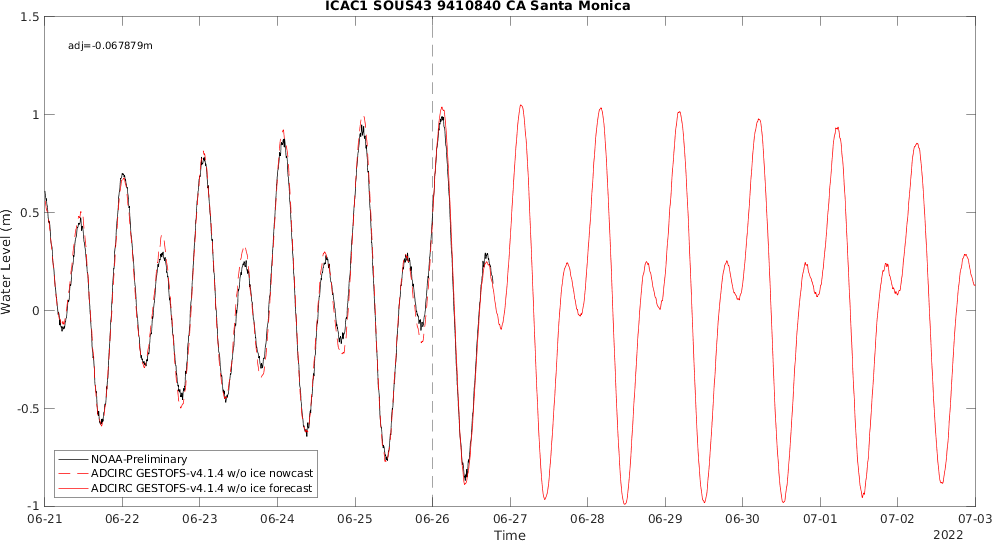 ICAC1 SOUS43 9410840 CA Santa Monica
1.5
adj=-0.067879m
1
0.5
0
-0.5
-1
Water Level (m)
NOAA-Preliminary
ADCIRC GESTOFS-v4.1.4 w/o ice nowcast
ADCIRC GESTOFS-v4.1.4 w/o ice forecast
06-21 06-22 06-23 06-24 06-25 06-26 06-27 06-28 06-29 06-30 07-01 07-02 07-03
Time
2022